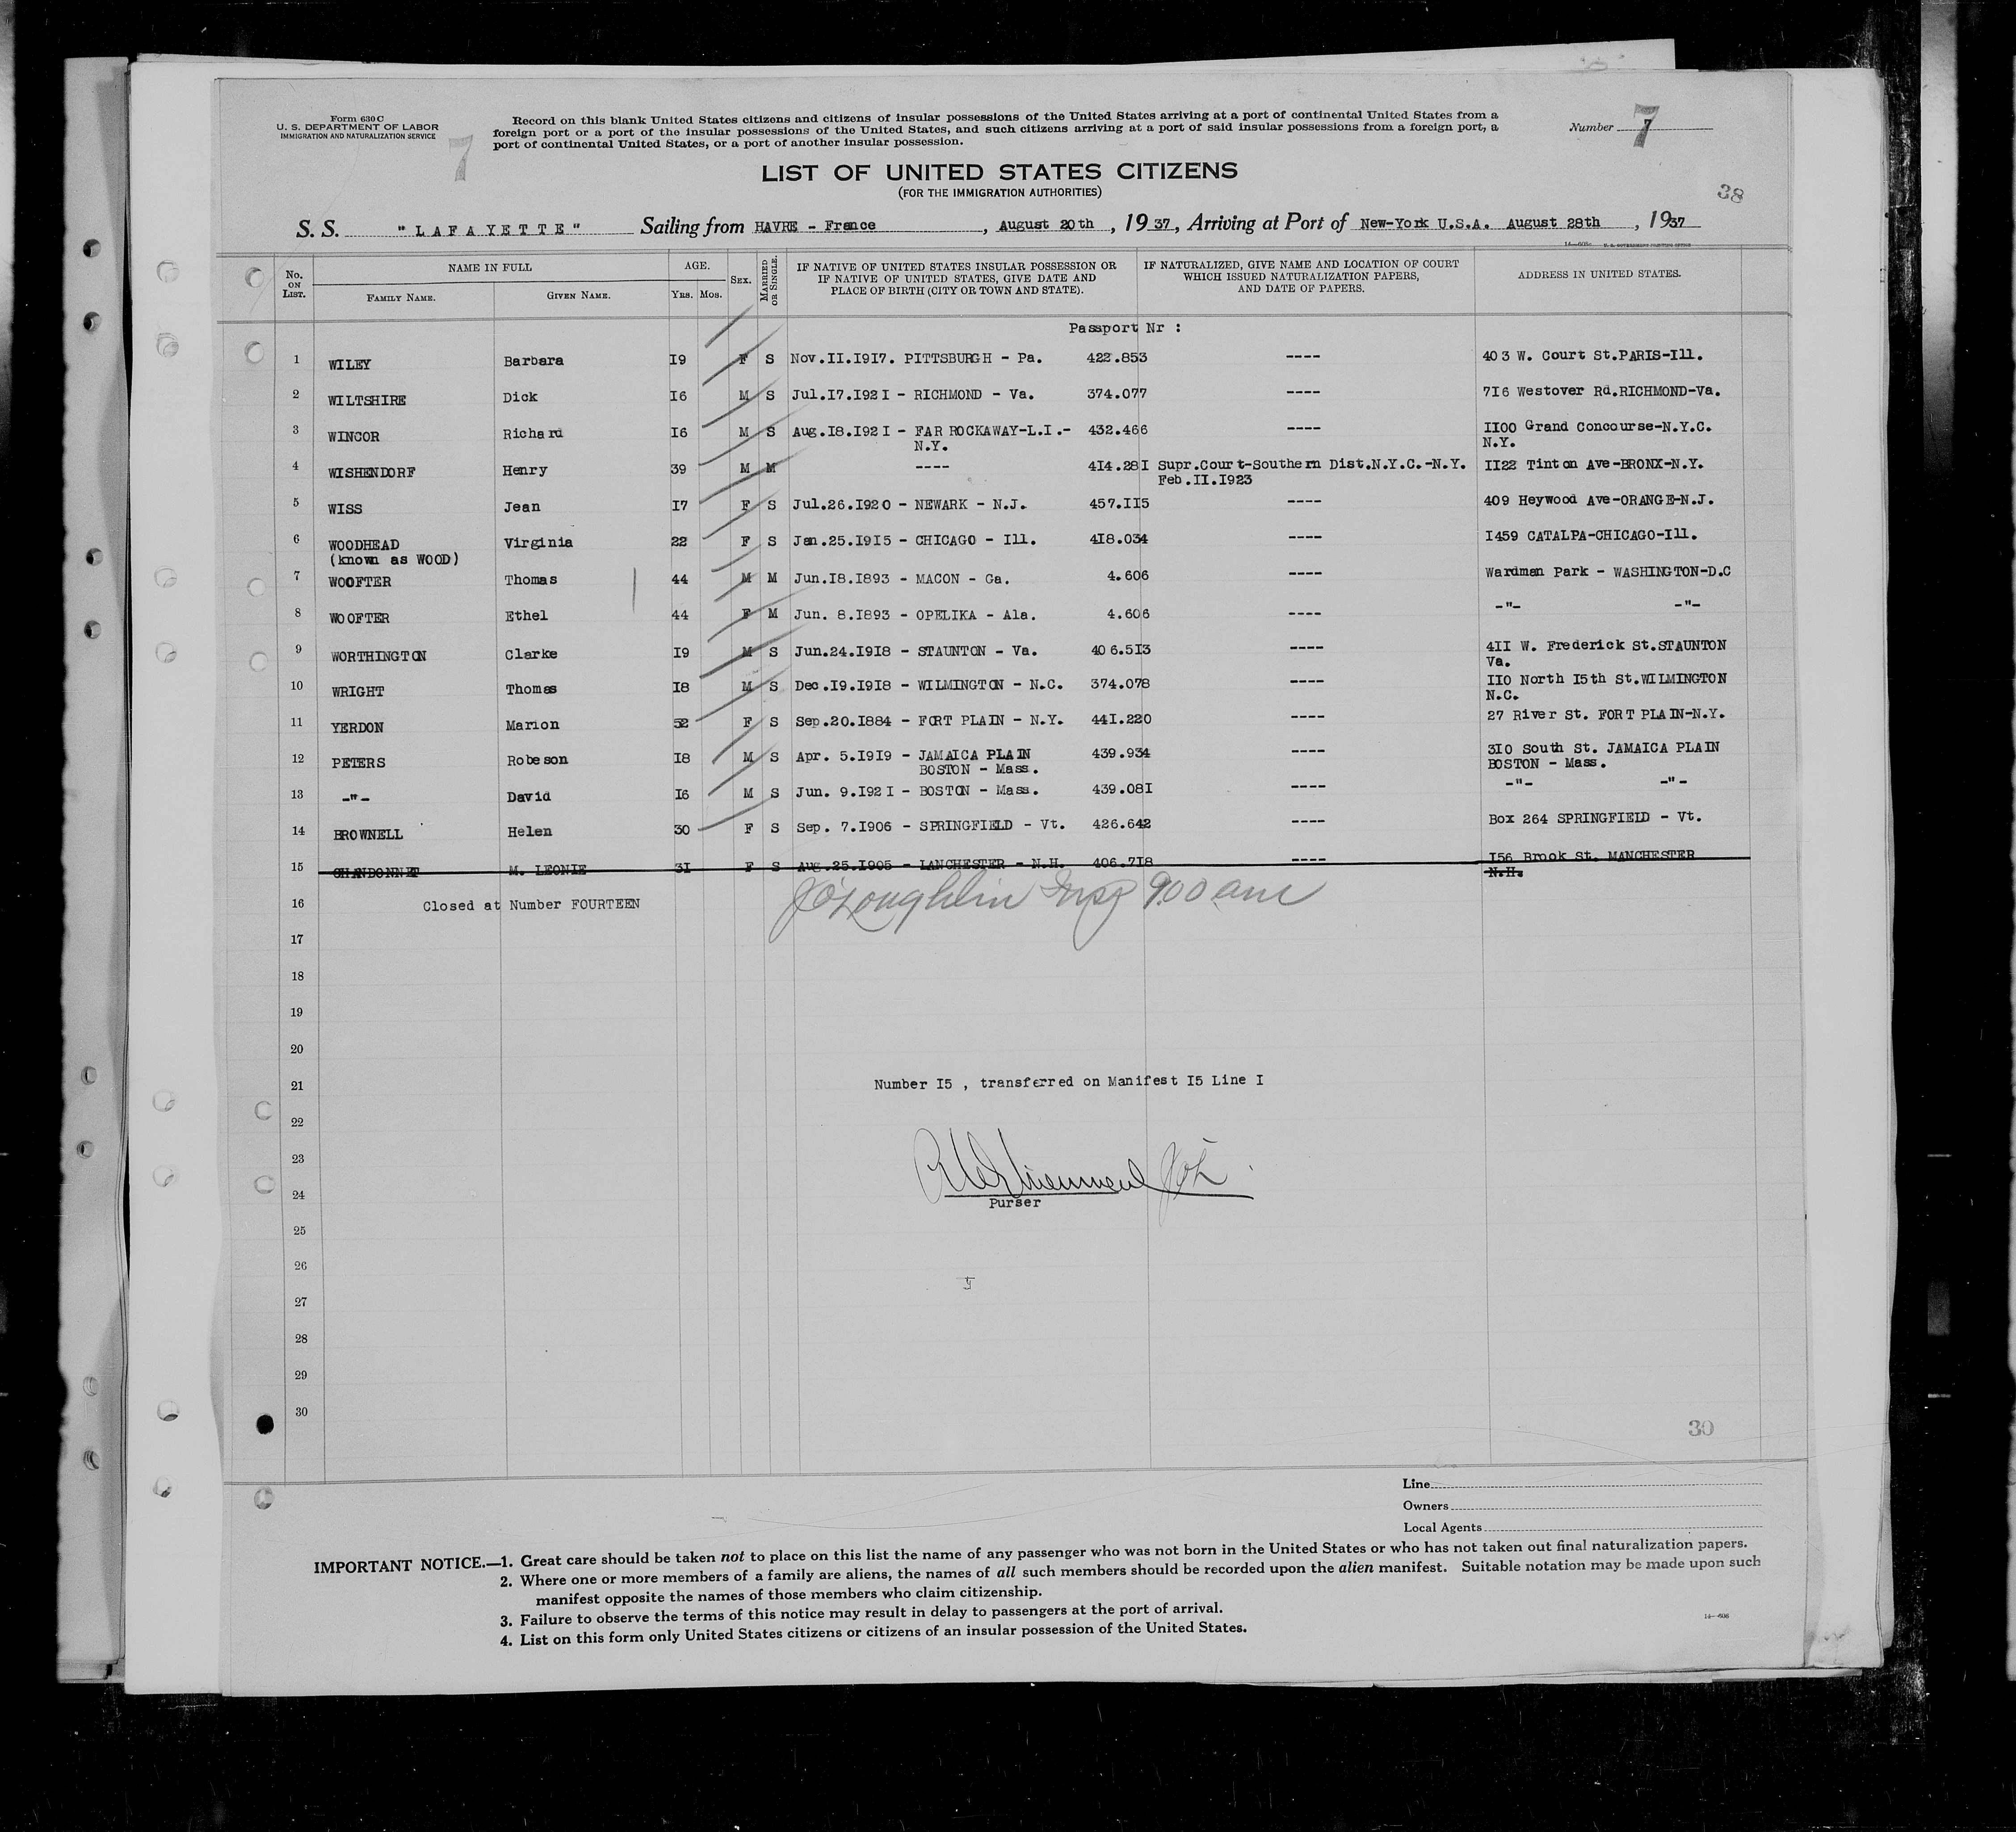 Form 630 C
U. S. DEPARTMENT OF LABOR
IMMIGRATION AND NATURALIZATION SERVICE
7
Record on this blank United States citizens and citizens of insular possessions of the United States arriving at a port of continental United States from a
foreign port or a port of the insular possessions of the United States, and such citizens arriving at a port of said insular possessions from a foreign port, a
port of continental United States, or a port of another insular possession.
Number 7
LIST OF UNITED STATES CITIZENS
(FOR THE IMMIGRATION AUTHORITIES)
38
S. S. "LAFAYETTE" Sailing from HAVRE - France, August 20th, 1937, Arriving at Port of New-York U.S.A. August 28th, 1937
No. ON LIST. NAME IN FULL FAMILY NAME. GIVEN NAME. AGE. YRS. MOS. SEX. MARRIED OR SINGLE. IF NATIVE OF UNITED STATES INSULAR POSSESSION OR IF NATIVE OF UNITED STATES, GIVE DATE AND PLACE OF BIRTH (CITY OR TOWN AND STATE). IF NATURALIZED, GIVE NAME AND LOCATION OF COURT WHICH ISSUED NATURALIZATION PAPERS, AND DATE OF PAPERS. ADDRESS IN UNITED STATES.
Passport Nr :
1 WILEY Barbara I9 F S Nov.II.I9I7. PITTSBURGH - Pa. 422.853 ---- 403 W. Court St.PARIS-Ill.
2 WILTSHIRE Dick I6 M S Jul.I7.I92I - RICHMOND - Va. 374.077 ---- 7I6 Westover Rd.RICHMOND-Va.
3 WINCOR Richard I6 M S Aug.I8.I92I - FAR ROCKAWAY-L.I.- 432.466 ---- II00 Grand Concourse-N.Y.C.
N.Y. N.Y.
4 WISHENDORF Henry 39 M M ---- 4I4.28I Supr.Court-Southern Dist.N.Y.C.-N.Y. II22 Tinton Ave-BRONX-N.Y.
Feb.II.I923
5 WISS Jean I7 F S Jul.26.I920 - NEWARK - N.J. 457.II5 ---- 409 Heywood Ave-ORANGE-N.J.
6 WOODHEAD Virginia 22 F S Jan.25.I9I5 - CHICAGO - Ill. 4I8.034 ---- I459 CATALPA-CHICAGO-Ill.
(known as WOOD)
7 WOOFTER Thomas 44 M M Jun.I8.I893 - MACON - Ga. 4.606 ---- Wardman Park - WASHINGTON-D.C
8 WOOFTER Ethel 44 F M Jun. 8.I893 - OPELIKA - Ala. 4.606 ---- -"- -"-
9 WORTHINGTON Clarke I9 M S Jun.24.I9I8 - STAUNTON - Va. 406.5I3 ---- 4II W. Frederick St.STAUNTON
Va.
10 WRIGHT Thomas I8 M S Dec.I9.I9I8 - WILMINGTON - N.C. 374.078 ---- II0 North I5th St.WILMINGTON
N.C.
11 YERDON Marion 52 F S Sep.20.I884 - FORT PLAIN - N.Y. 44I.220 ---- 27 River St. FORT PLAIN-N.Y.
12 PETERS Robeson I8 M S Apr. 5.I9I9 - JAMAICA PLAIN 439.934 ---- 3I0 South St. JAMAICA PLAIN
BOSTON - Mass. BOSTON - Mass.
13 -"- David I6 M S Jun. 9.I92I - BOSTON - Mass. 439.08I ---- -"- -"-
14 BROWNELL Helen 30 F S Sep. 7.I906 - SPRINGFIELD - Vt. 426.642 ---- Box 264 SPRINGFIELD - Vt.
15 CHANDONNET M. LEONIE 3I F S Aug.25.I905 - LANCHESTER - N.H. 406.7I8 ---- I56 Brook St. MANCHESTER
N.H.
16 Closed at Number FOURTEEN J O'Loughlin Insp 9.00 am
17
18
19
20
21 Number I5 , transferred on Manifest I5 Line I
22
23
24
Purser
25
26
27
28
29
30
30
Line
Owners
Local Agents
IMPORTANT NOTICE.—1. Great care should be taken not to place on this list the name of any passenger who was not born in the United States or who has not taken out final naturalization papers.
2. Where one or more members of a family are aliens, the names of all such members should be recorded upon the alien manifest. Suitable notation may be made upon such
manifest opposite the names of those members who claim citizenship.
3. Failure to observe the terms of this notice may result in delay to passengers at the port of arrival.
4. List on this form only United States citizens or citizens of an insular possession of the United States.
14—606